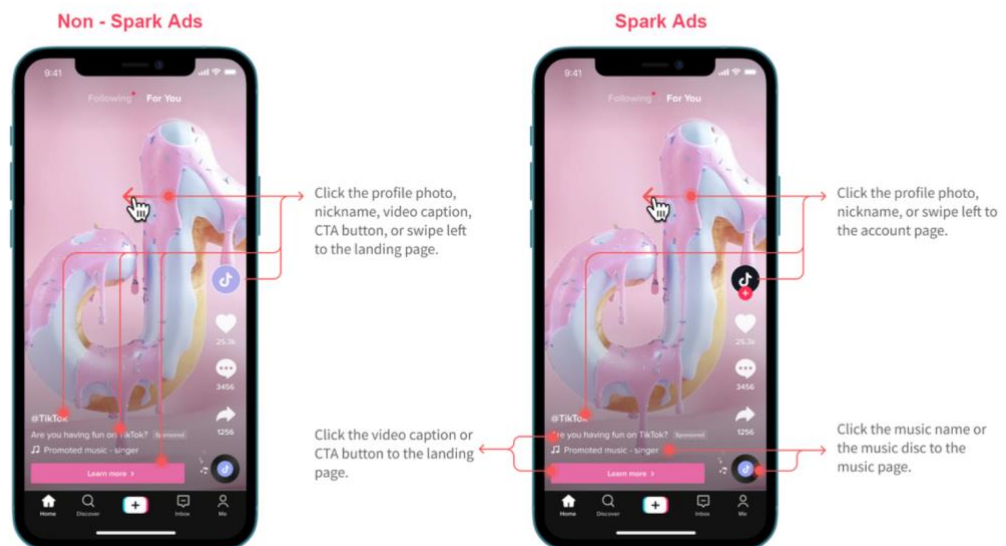 Non - Spark Ads
9:41
Following For You
Click the profile photo,
nickname, video caption,
CTA button, or swipe left
to the landing page.
25.3k
3456
1256
@TikTok
Are you having fun on TikTok? Sponsored
Promoted music - singer
Learn more >
Home
Discover
Inbox
Me
Spark Ads
9:41
Following For You
Click the profile photo,
nickname, or swipe left to
the account page.
25.3k
3456
1256
@TikTok
Are you having fun on TikTok? Sponsored
Promoted music - singer
Learn more >
Home
Discover
Inbox
Me
Click the video caption or
CTA button to the landing
page.
Click the music name or
the music disc to the
music page.